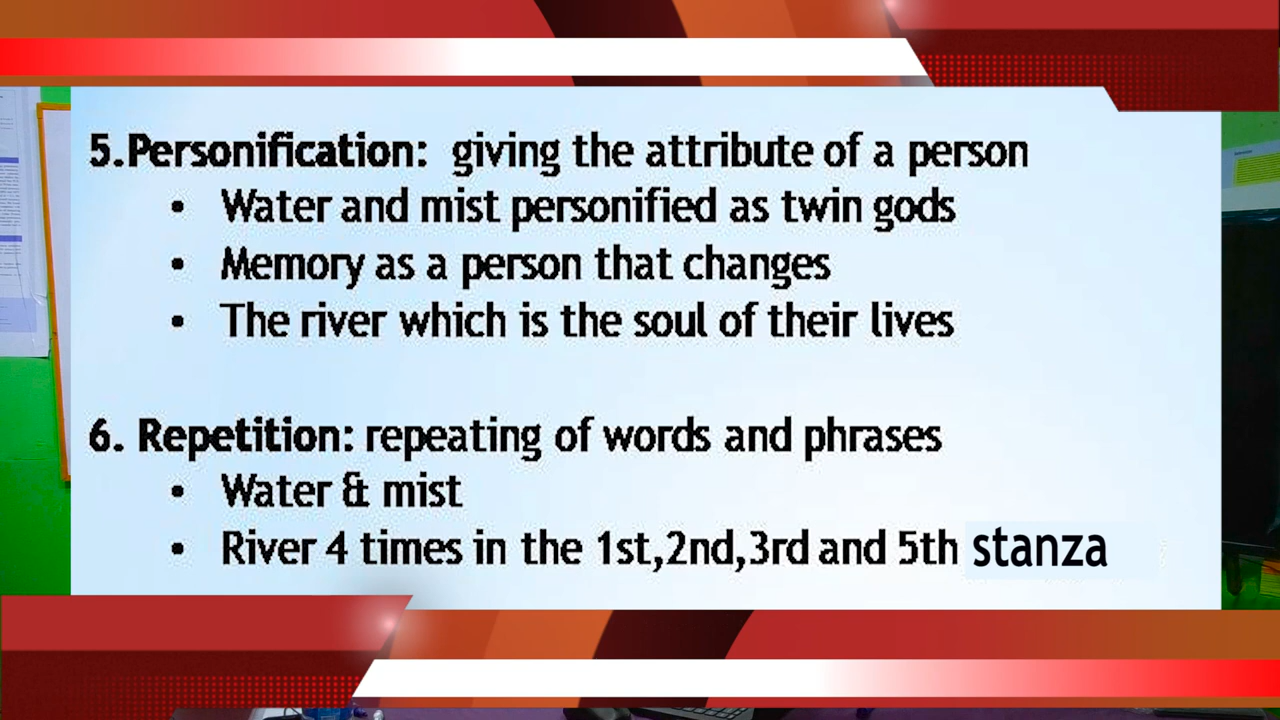 5.Personification: giving the attribute of a person
• Water and mist personified as twin gods
• Memory as a person that changes
• The river which is the soul of their lives
6. Repetition: repeating of words and phrases
• Water & mist
• River 4 times in the 1st,2nd,3rd and 5th stanza